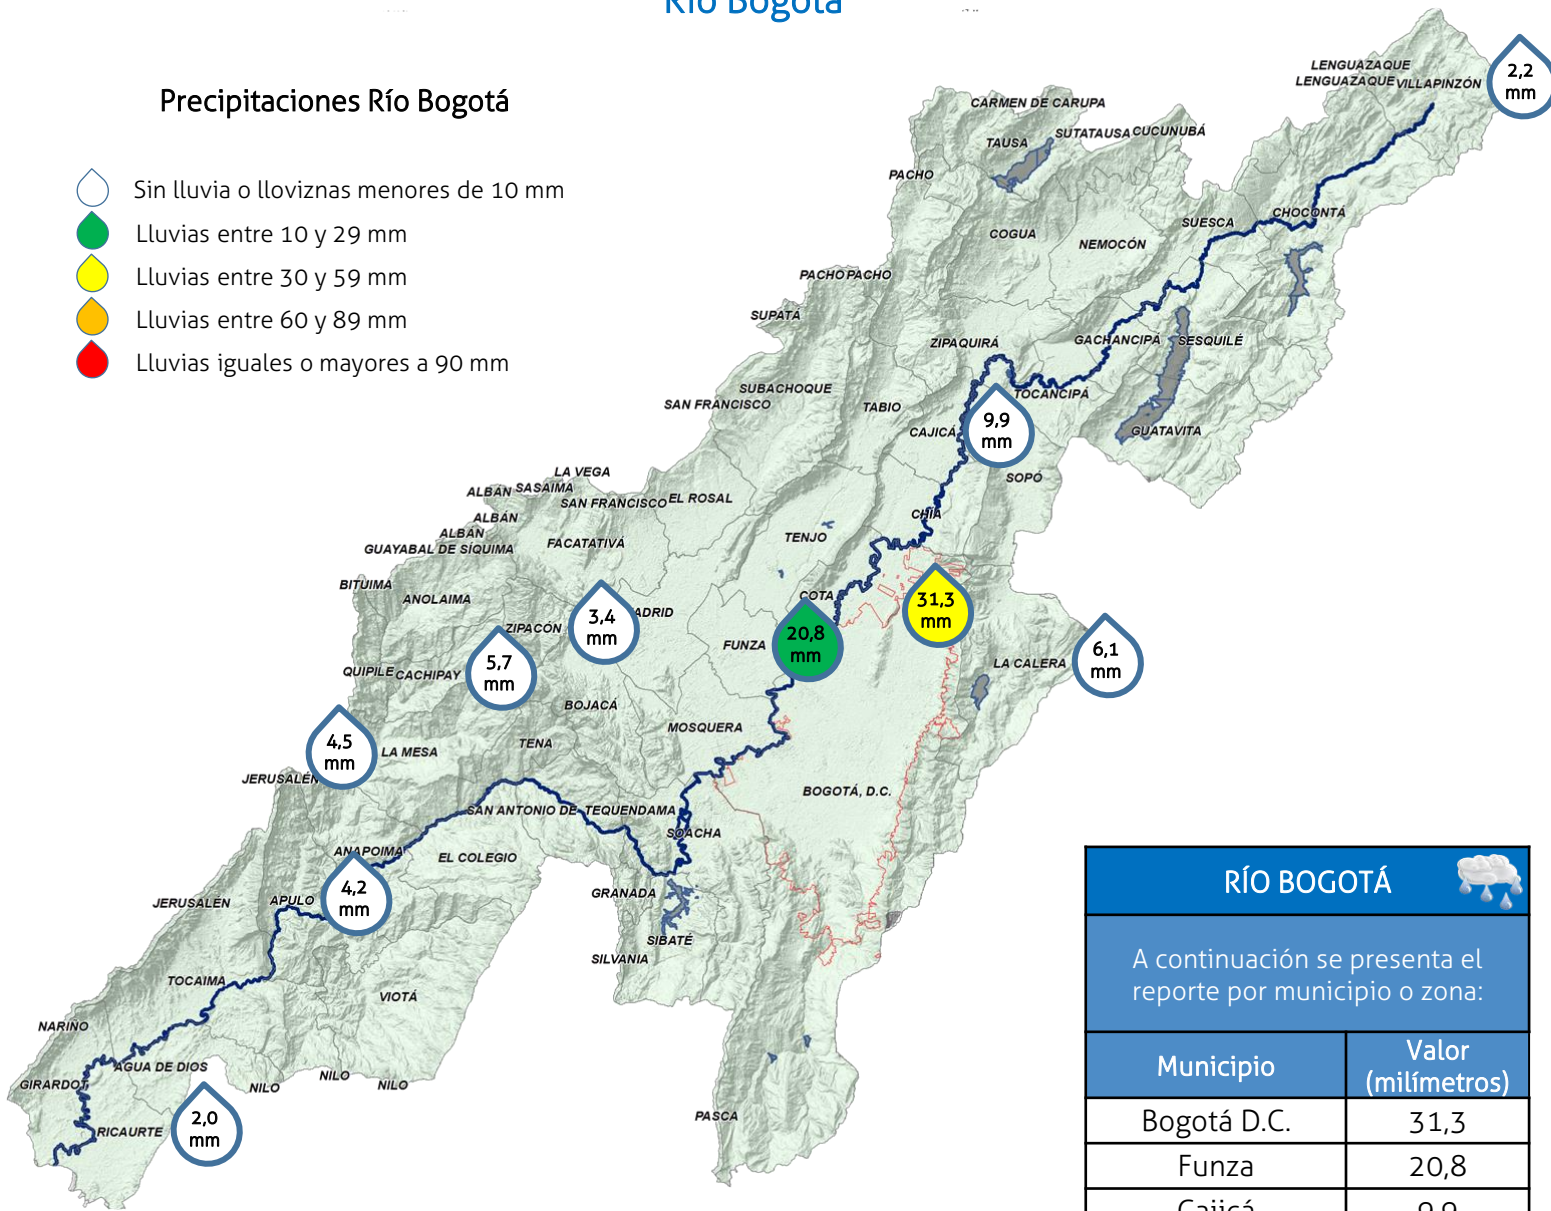 Río Bogotá
Precipitaciones Río Bogotá
Sin lluvia o lloviznas menores de 10 mm
Lluvias entre 10 y 29 mm
Lluvias entre 30 y 59 mm
Lluvias entre 60 y 89 mm
Lluvias iguales o mayores a 90 mm
LENGUAZAQUE
LENGUAZAQUE
VILLAPINZÓN
2,2
mm
CARMEN DE CARUPA
TAUSA
SUTATAUSA
CUCUNUBÁ
PACHO
CHOCONTÁ
SUESCA
COGUA
NEMOCÓN
PACHO
PACHO
SUPATÁ
ZIPAQUIRÁ
GACHANCIPÁ
SESQUILÉ
SUBACHOQUE
SAN FRANCISCO
TABIO
TOCANCIPÁ
9,9
mm
CAJICÁ
GUATAVITA
LA VEGA
SOPÓ
ALBÁN
SASAIMA
SAN FRANCISCO
EL ROSAL
ALBÁN
CHÍA
ALBÁN
TENJO
GUAYABAL DE SÍQUIMA
FACATATIVÁ
BITUIMA
ANOLAIMA
COTA
31,3
mm
3,4
mm
ADRID
ZIPACÓN
20,8
mm
FUNZA
6,1
mm
LA CALERA
QUIPILE
CACHIPAY
5,7
mm
BOJACÁ
MOSQUERA
4,5
mm
LA MESA
TENA
JERUSALÉN
BOGOTÁ, D.C.
SAN ANTONIO DE TEQUENDAMA
SOACHA
ANAPOIMA
EL COLEGIO
4,2
mm
GRANADA
JERUSALÉN
APULO
SIBATÉ
SILVANIA
TOCAIMA
VIOTÁ
NARIÑO
AGUA DE DIOS
GIRARDOT
NILO
NILO
NILO
2,0
mm
RICAURTE
PASCA
RÍO BOGOTÁ
A continuación se presenta el
reporte por municipio o zona:
Municipio
Valor
(milímetros)
Bogotá D.C. 31,3
Funza 20,8
Cajicá 9,9